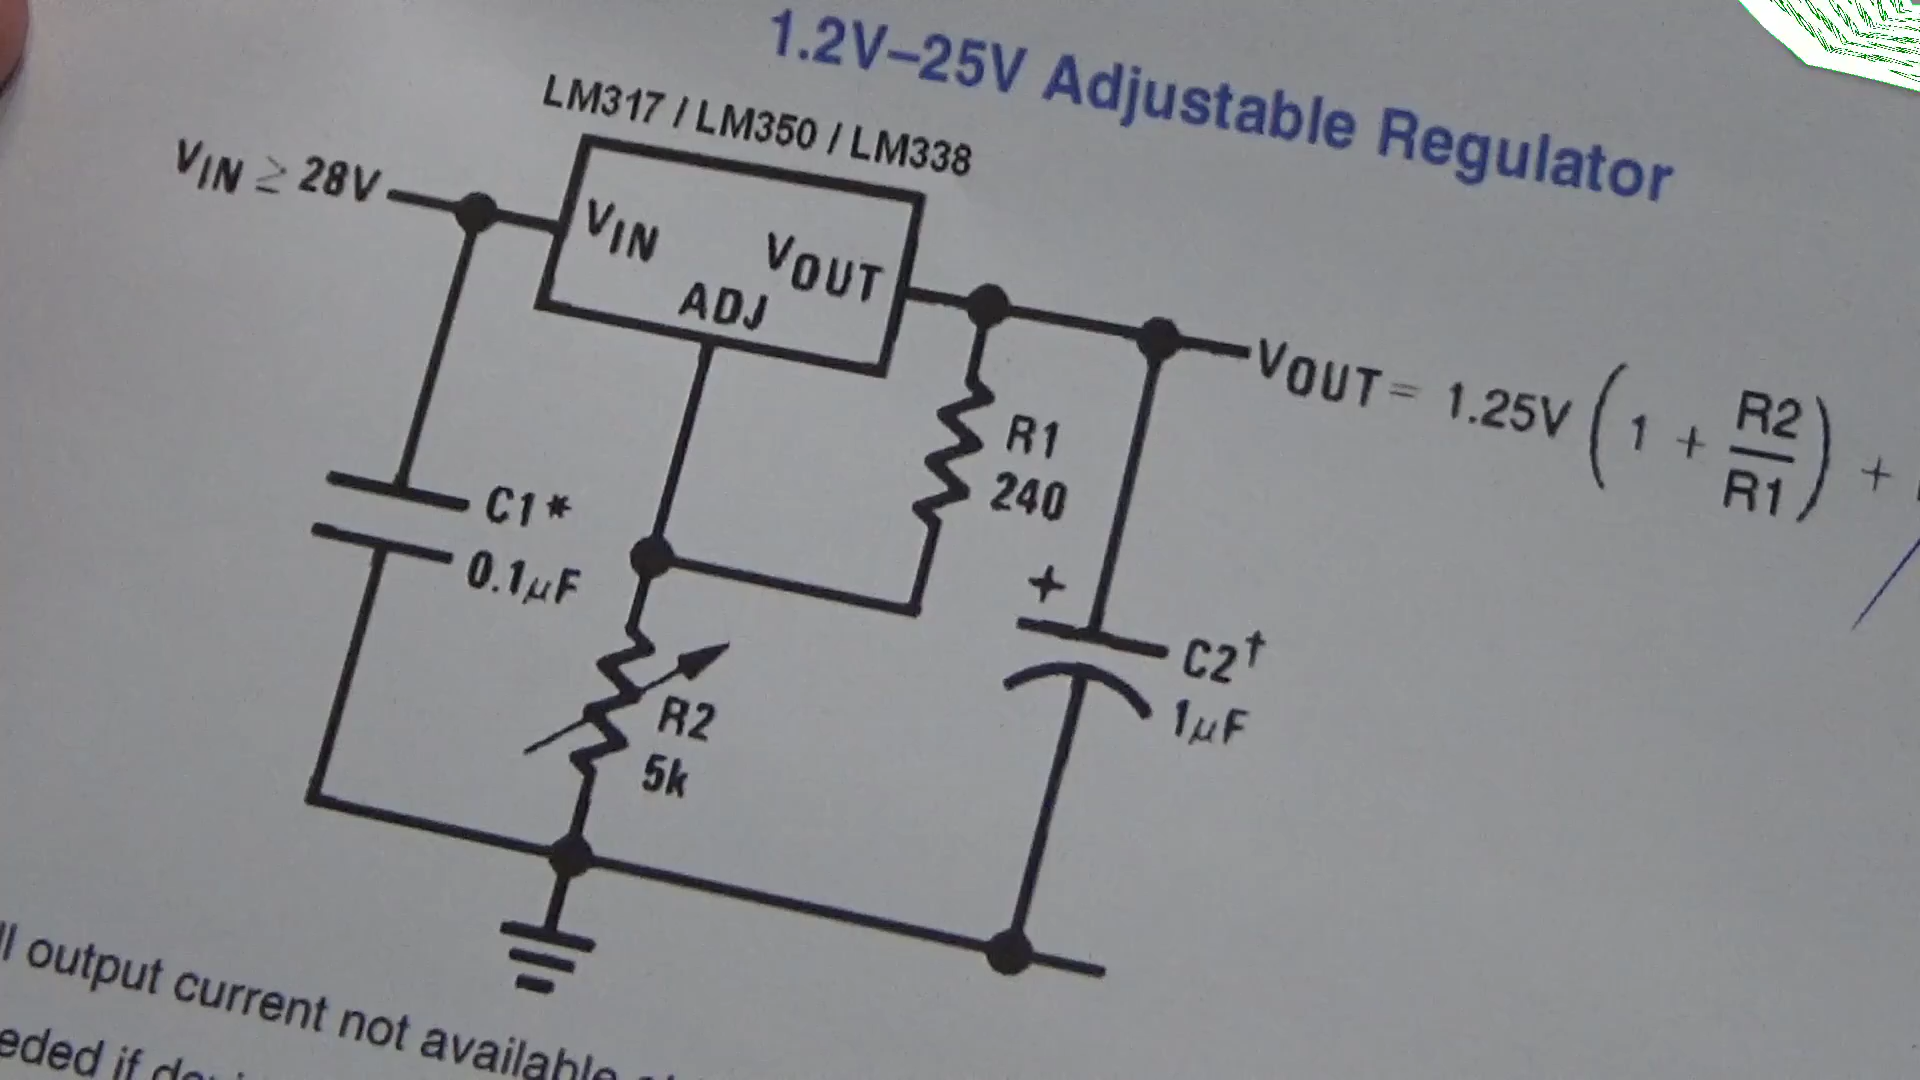 1.2V–25V Adjustable Regulator
LM317 / LM350 / LM338
VIN ≥ 28V
VIN
VOUT
ADJ
VOUT = 1.25V (1 + R2/R1) +
R1
240
C1*
0.1μF
+
C2†
1μF
R2
5k
output current not available
if